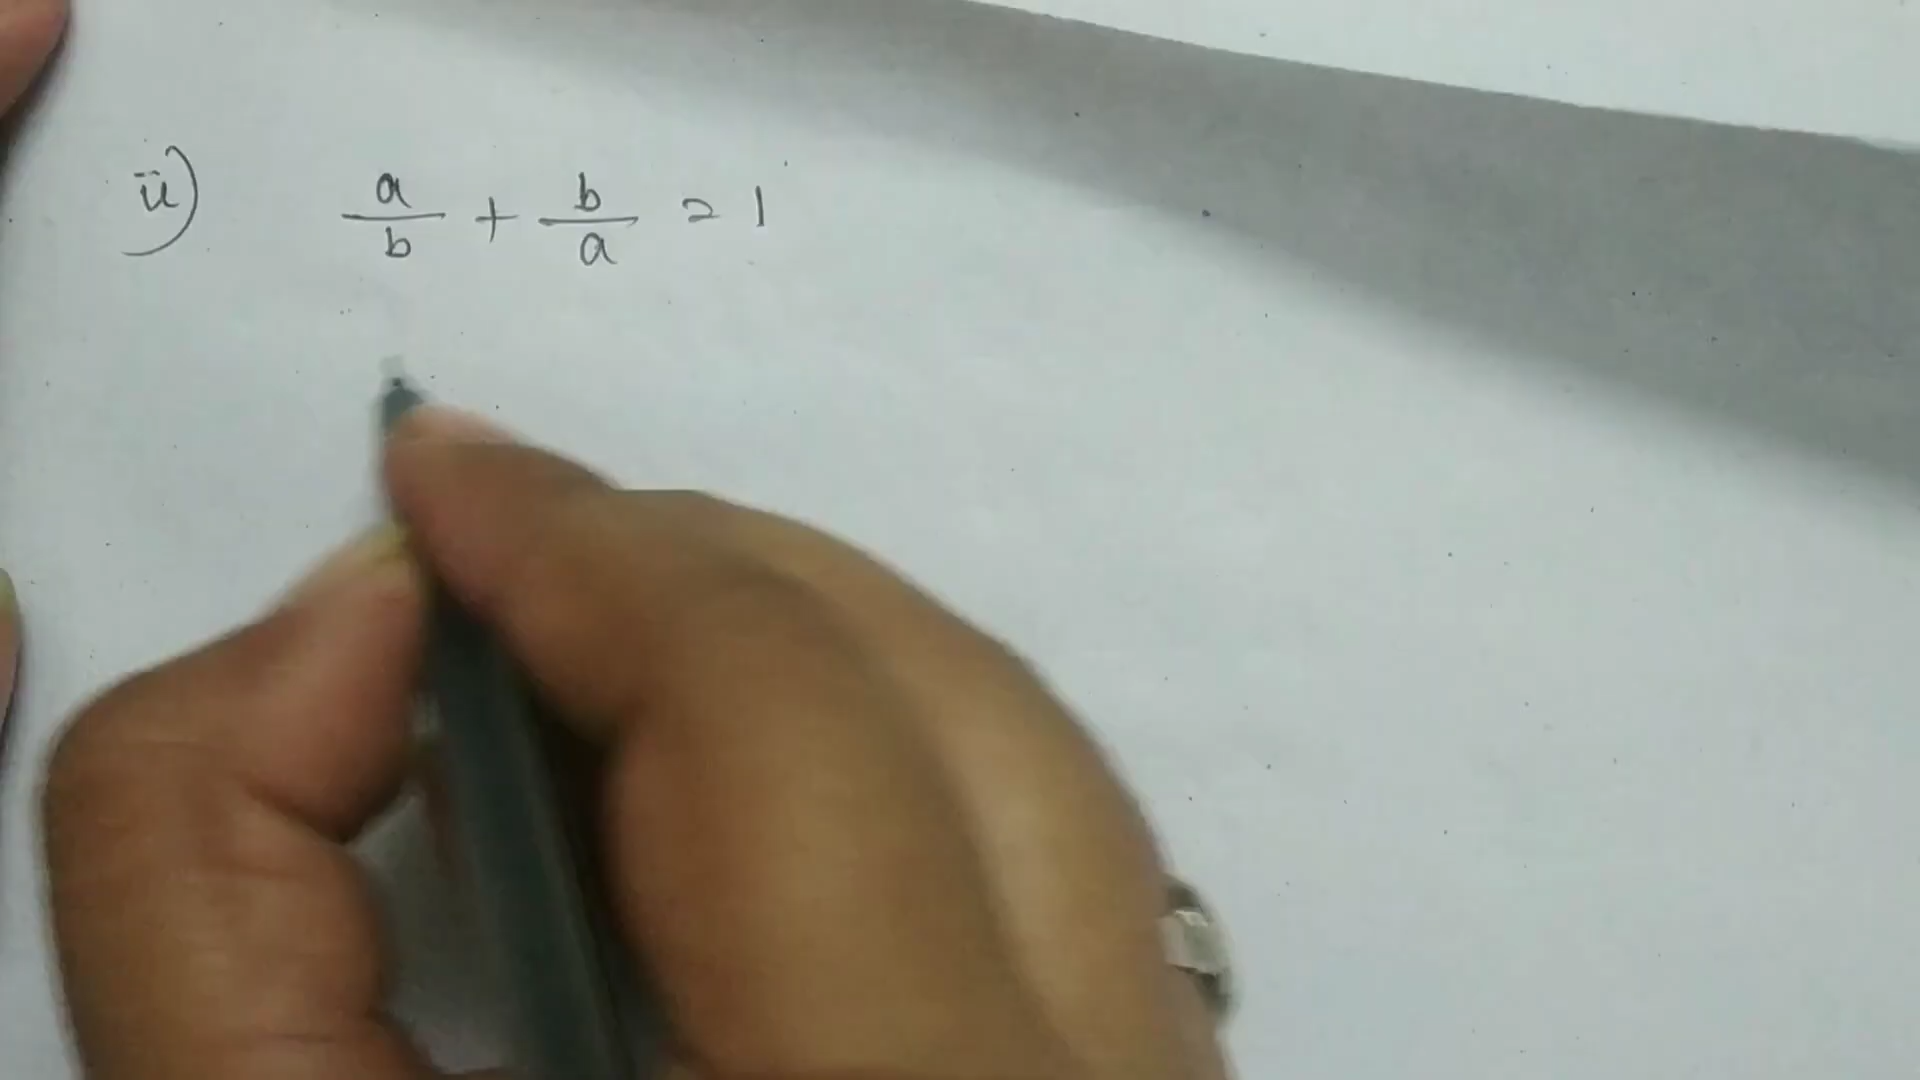 ii) a/b + b/a = 1